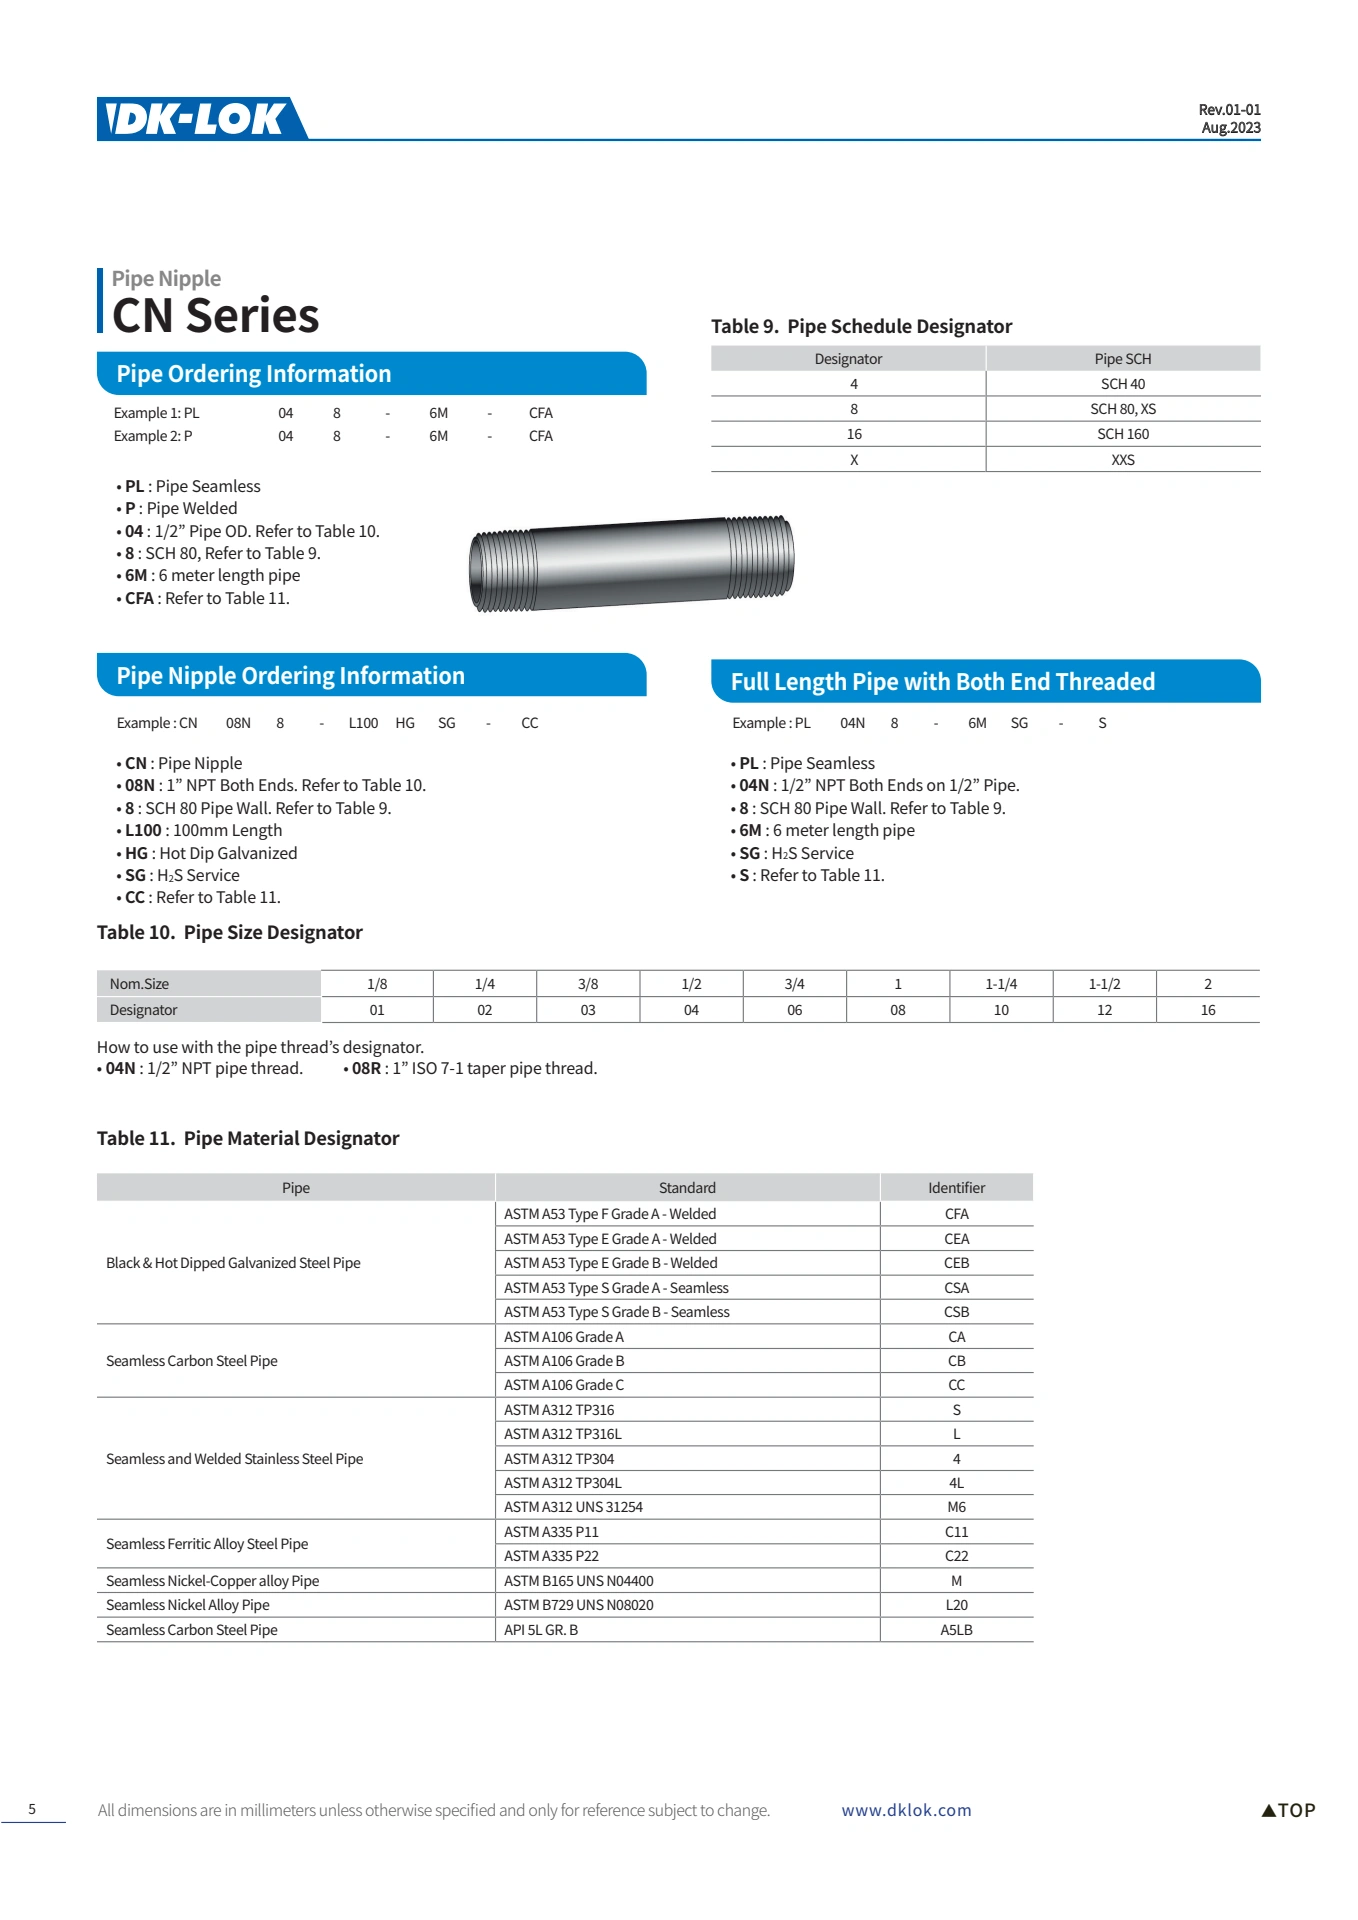 DK-LOK
Rev.01-01
Aug.2023
Pipe Nipple
CN Series
Pipe Ordering Information
Example 1: PL 04 8 - 6M - CFA
Example 2: P 04 8 - 6M - CFA
• PL : Pipe Seamless
• P : Pipe Welded
• 04 : 1/2” Pipe OD. Refer to Table 10.
• 8 : SCH 80, Refer to Table 9.
• 6M : 6 meter length pipe
• CFA : Refer to Table 11.
Table 9. Pipe Schedule Designator
Designator Pipe SCH
4 SCH 40
8 SCH 80, XS
16 SCH 160
X XXS
Pipe Nipple Ordering Information
Example : CN 08N 8 - L100 HG SG - CC
• CN : Pipe Nipple
• 08N : 1” NPT Both Ends. Refer to Table 10.
• 8 : SCH 80 Pipe Wall. Refer to Table 9.
• L100 : 100mm Length
• HG : Hot Dip Galvanized
• SG : H₂S Service
• CC : Refer to Table 11.
Full Length Pipe with Both End Threaded
Example : PL 04N 8 - 6M SG - S
• PL : Pipe Seamless
• 04N : 1/2” NPT Both Ends on 1/2” Pipe.
• 8 : SCH 80 Pipe Wall. Refer to Table 9.
• 6M : 6 meter length pipe
• SG : H₂S Service
• S : Refer to Table 11.
Table 10. Pipe Size Designator
Nom.Size 1/8 1/4 3/8 1/2 3/4 1 1-1/4 1-1/2 2
Designator 01 02 03 04 06 08 10 12 16
How to use with the pipe thread’s designator.
• 04N : 1/2” NPT pipe thread. • 08R : 1” ISO 7-1 taper pipe thread.
Table 11. Pipe Material Designator
Pipe Standard Identifier
Black & Hot Dipped Galvanized Steel Pipe
ASTM A53 Type F Grade A - Welded CFA
ASTM A53 Type E Grade A - Welded CEA
ASTM A53 Type E Grade B - Welded CEB
ASTM A53 Type S Grade A - Seamless CSA
ASTM A53 Type S Grade B - Seamless CSB
Seamless Carbon Steel Pipe
ASTM A106 Grade A CA
ASTM A106 Grade B CB
ASTM A106 Grade C CC
Seamless and Welded Stainless Steel Pipe
ASTM A312 TP316 S
ASTM A312 TP316L L
ASTM A312 TP304 4
ASTM A312 TP304L 4L
ASTM A312 UNS 31254 M6
Seamless Ferritic Alloy Steel Pipe
ASTM A335 P11 C11
ASTM A335 P22 C22
Seamless Nickel-Copper alloy Pipe ASTM B165 UNS N04400 M
Seamless Nickel Alloy Pipe ASTM B729 UNS N08020 L20
Seamless Carbon Steel Pipe API 5L GR. B A5LB
5
All dimensions are in millimeters unless otherwise specified and only for reference subject to change.
www.dklok.com
▲TOP